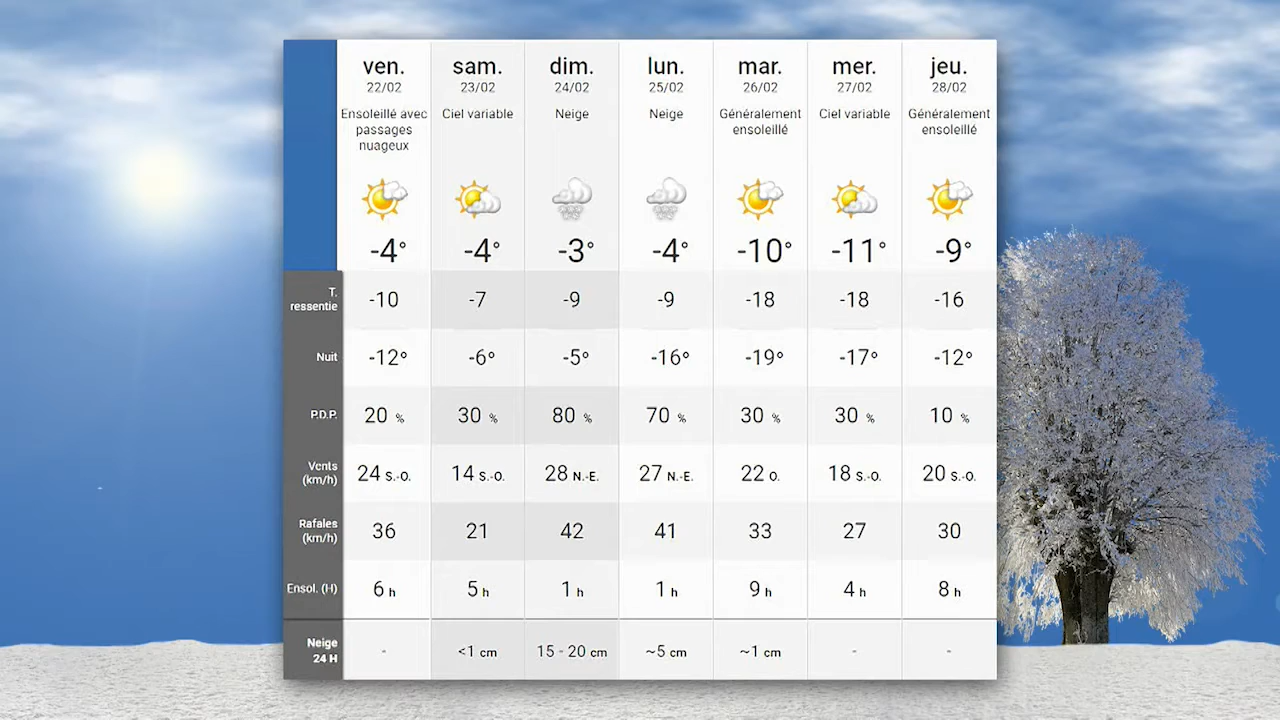 ven. sam. dim. lun. mar. mer. jeu.
22/02 23/02 24/02 25/02 26/02 27/02 28/02
Ensoleillé avec passages nuageux Ciel variable Neige Neige Généralement ensoleillé Ciel variable Généralement ensoleillé
-4° -4° -3° -4° -10° -11° -9°
T. ressentie -10 -7 -9 -9 -18 -18 -16
Nuit -12° -6° -5° -16° -19° -17° -12°
P.D.P. 20 % 30 % 80 % 70 % 30 % 30 % 10 %
Vents (km/h) 24 S.-O. 14 S.-O. 28 N.-E. 27 N.-E. 22 O. 18 S.-O. 20 S.-O.
Rafales (km/h) 36 21 42 41 33 27 30
Ensol. (H) 6 h 5 h 1 h 1 h 9 h 4 h 8 h
Neige 24 H - <1 cm 15 - 20 cm ~5 cm ~1 cm - -